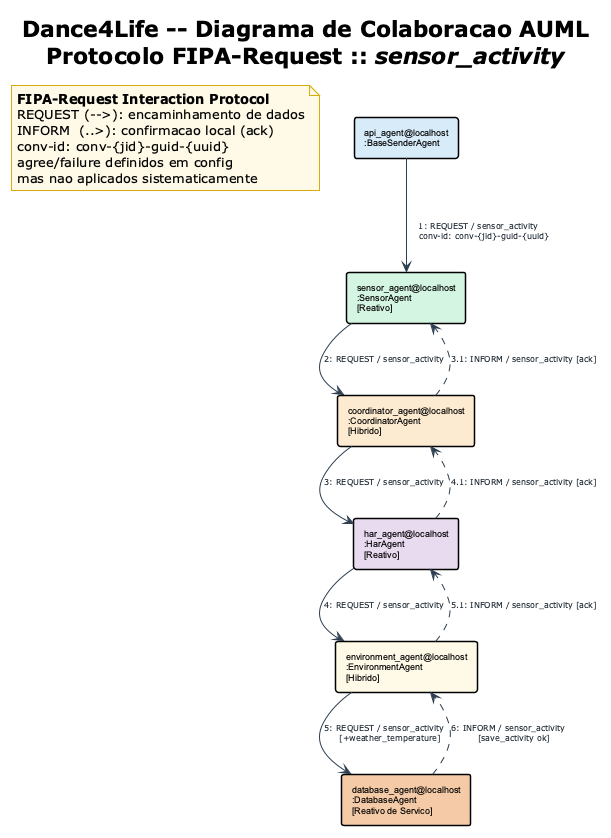 Dance4Life -- Diagrama de Colaboracao AUML
Protocolo FIPA-Request :: sensor_activity
FIPA-Request Interaction Protocol
REQUEST (-->): encaminhamento de dados
INFORM (..>): confirmacao local (ack)
conv-id: conv-{jid}-guid-{uuid}
agree/failure definidos em config
mas nao aplicados sistematicamente
api_agent@localhost
:BaseSenderAgent
1: REQUEST / sensor_activity
conv-id: conv-{jid}-guid-{uuid}
sensor_agent@localhost
:SensorAgent
[Reativo]
2: REQUEST / sensor_activity
3.1: INFORM / sensor_activity [ack]
coordinator_agent@localhost
:CoordinatorAgent
[Hibrido]
3: REQUEST / sensor_activity
4.1: INFORM / sensor_activity [ack]
har_agent@localhost
:HarAgent
[Reativo]
4: REQUEST / sensor_activity
5.1: INFORM / sensor_activity [ack]
environment_agent@localhost
:EnvironmentAgent
[Hibrido]
5: REQUEST / sensor_activity
[+weather_temperature]
6: INFORM / sensor_activity
[save_activity ok]
database_agent@localhost
:DatabaseAgent
[Reativo de Servico]